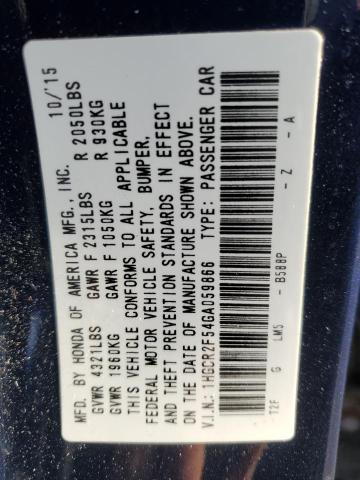 MFD. BY HONDA OF AMERICA MFG., INC. 10/'15
GVWR 4321LBS GAWR F 2315LBS R 2050LBS
GVWR 1960KG GAWR F 1050KG R 930KG
THIS VEHICLE CONFORMS TO ALL APPLICABLE
FEDERAL MOTOR VEHICLE SAFETY, BUMPER,
AND THEFT PREVENTION STANDARDS IN EFFECT
ON THE DATE OF MANUFACTURE SHOWN ABOVE.
V.I.N.: 1HGCR2F54GA059866 TYPE: PASSENGER CAR
T2F G LM5 - B588P - Z - A